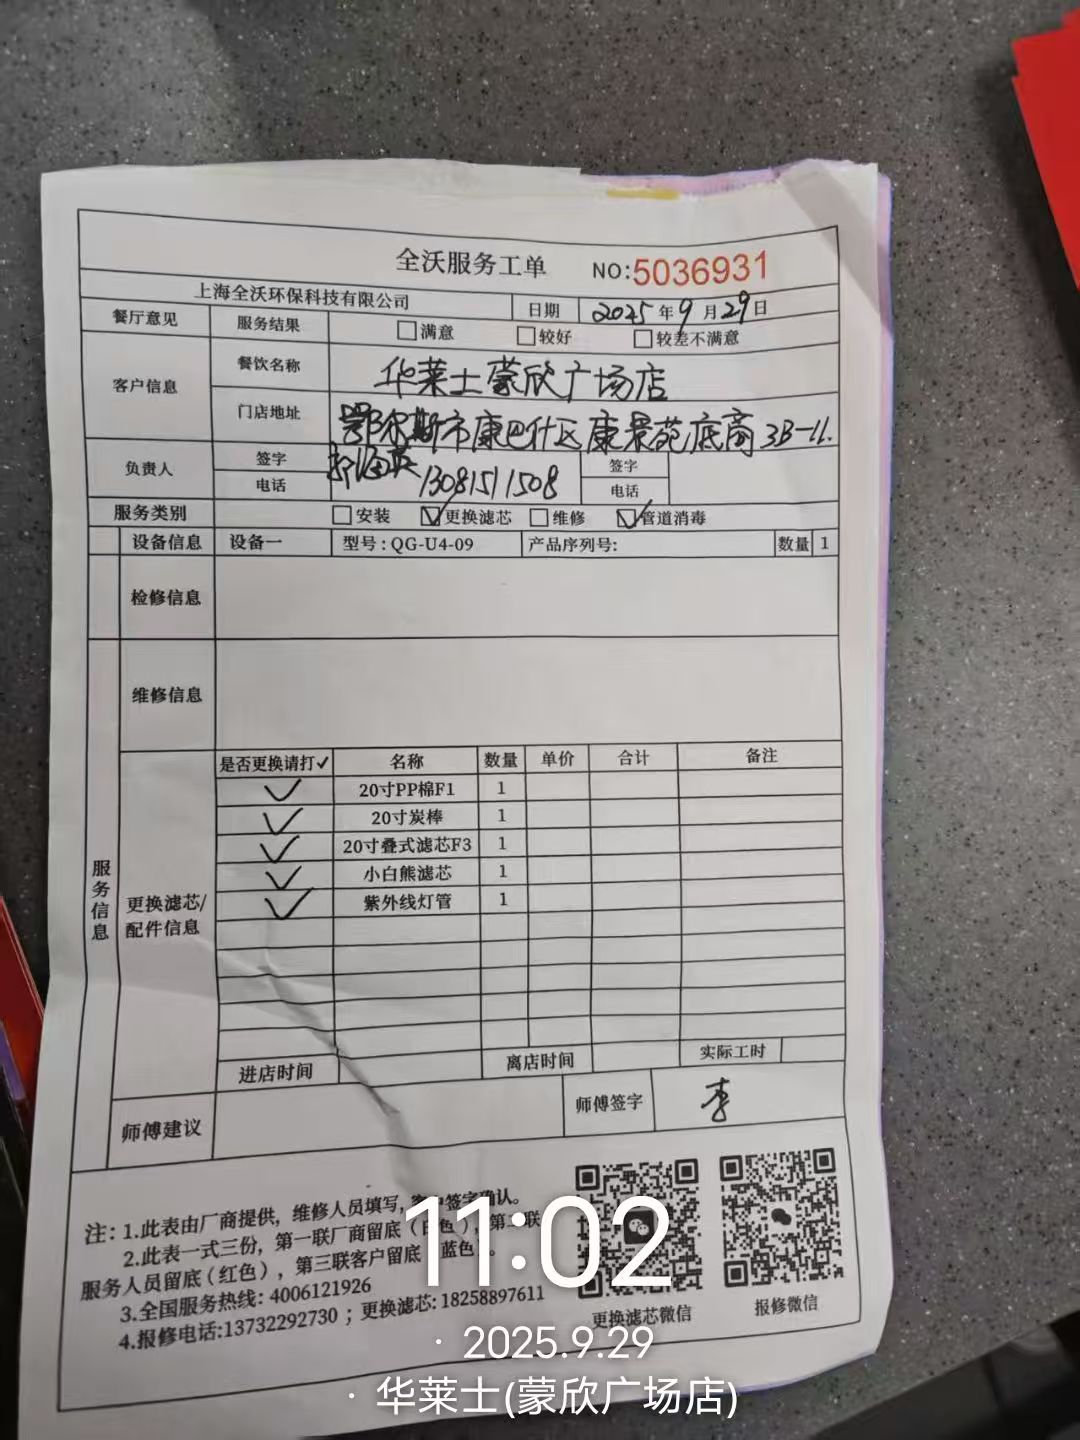 全沃服务工单 NO:5036931
上海全沃环保科技有限公司 日期 2025年9月29日
餐厅意见 服务结果 □满意 □较好 □较差不满意
客户信息 餐饮名称 华莱士蒙欣广场店
门店地址 鄂尔斯市康巴什区康景苑底商3B-11.
负责人 签字 签字
电话 13081511508 电话
服务类别 □安装 ☑更换滤芯 □维修 ☑管道消毒
设备信息 设备一 型号:QG-U4-09 产品序列号: 数量 1
检修信息
维修信息
服务信息
更换滤芯/配件信息
是否更换请打✓ 名称 数量 单价 合计 备注
✓ 20寸PP棉F1 1
✓ 20寸炭棒 1
✓ 20寸叠式滤芯F3 1
✓ 小白熊滤芯 1
✓ 紫外线灯管 1
进店时间 离店时间 实际工时
师傅建议 师傅签字 李
注:1.此表由厂商提供,维修人员填写,客户签字确认。
2.此表一式三份,第一联厂商留底(白色),第二联
服务人员留底(红色),第三联客户留底(蓝色)。
3.全国服务热线:4006121926
4.报修电话:13732292730;更换滤芯:18258897611
更换滤芯微信 报修微信
11:02
· 2025.9.29
· 华莱士(蒙欣广场店)